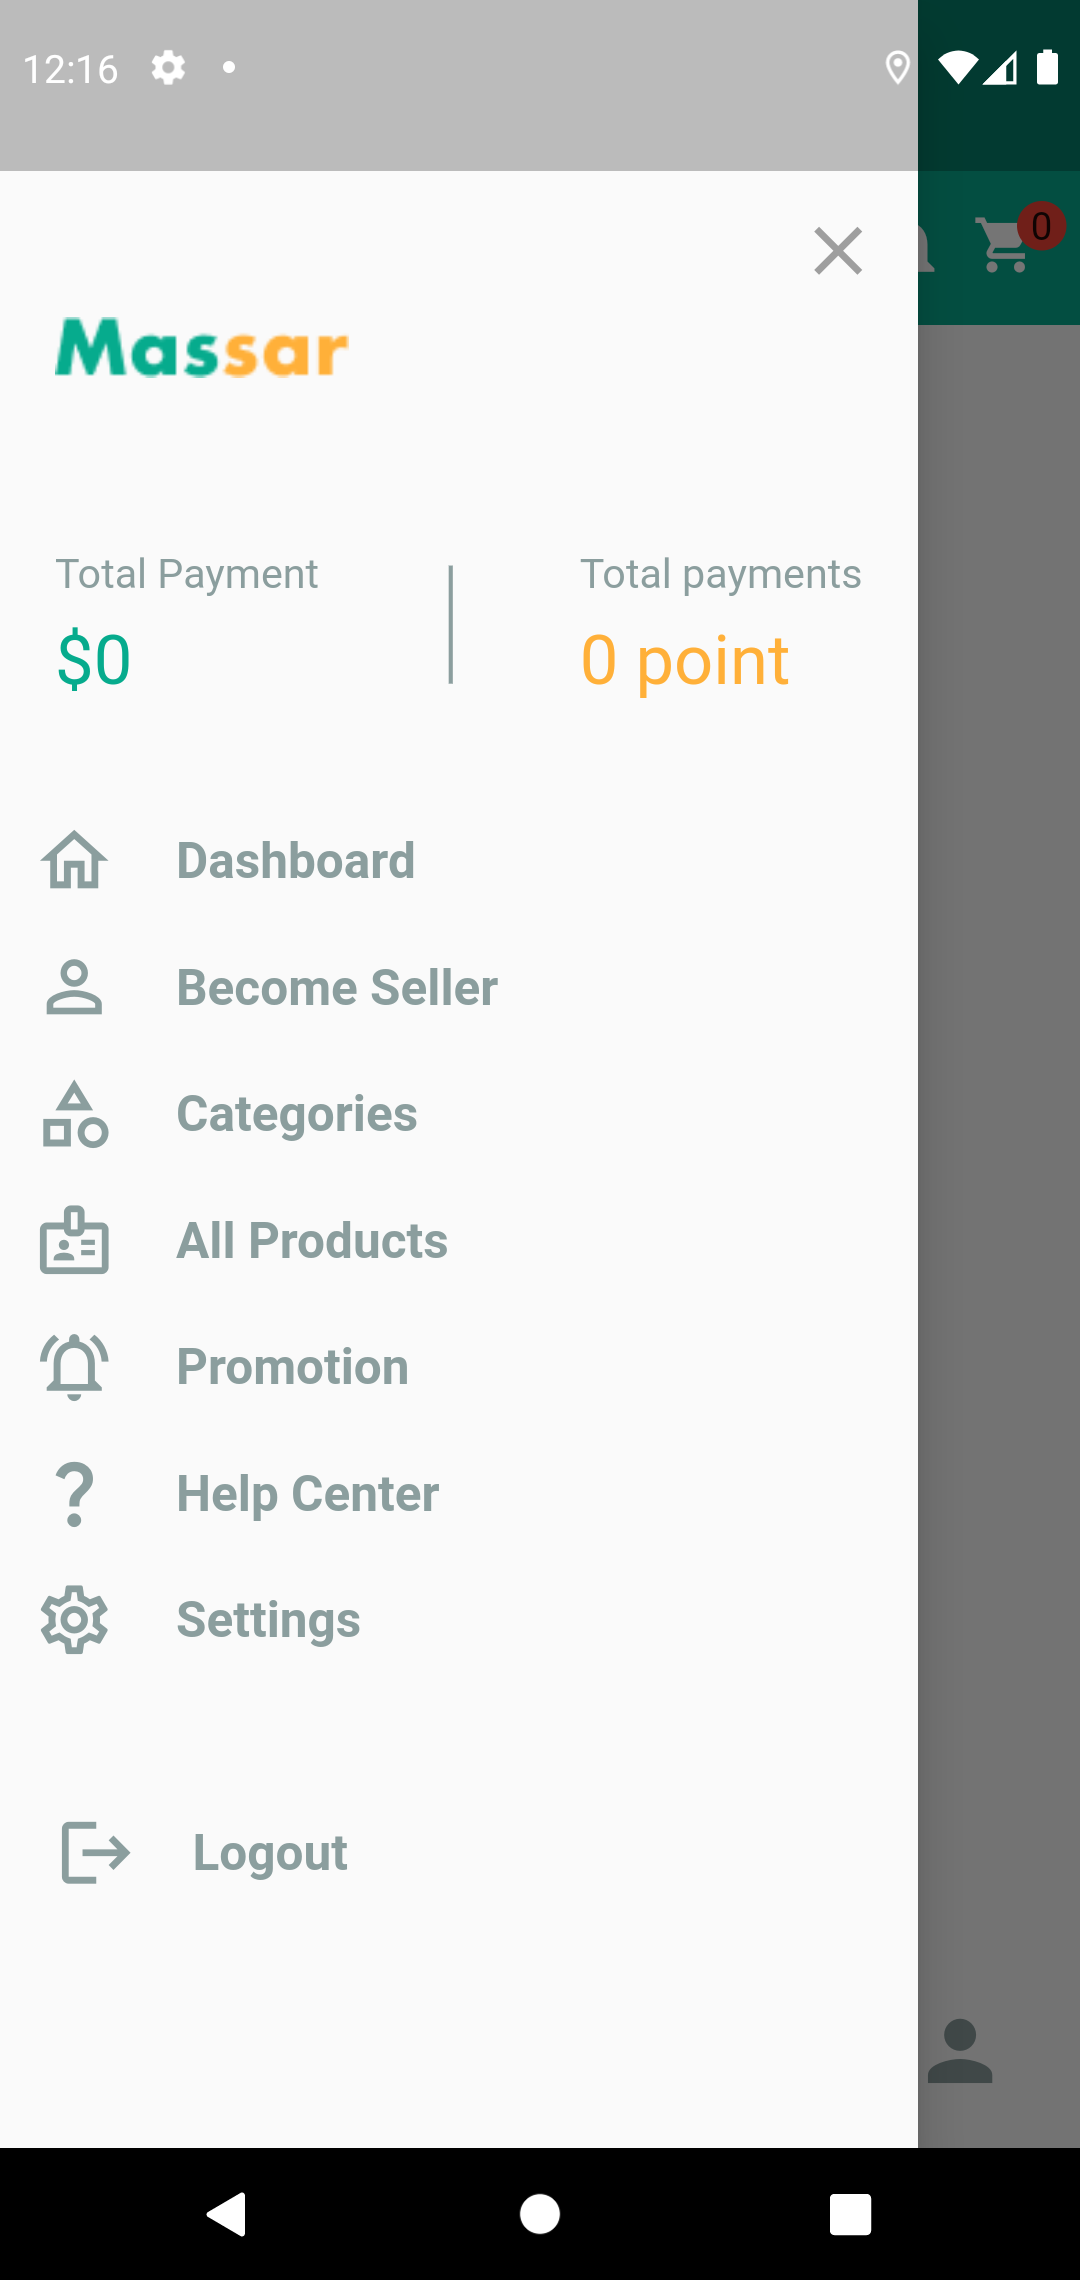 12:16
0
Massar
Total Payment
Total payments
$0
0 point
Dashboard
Become Seller
Categories
All Products
Promotion
Help Center
Settings
Logout